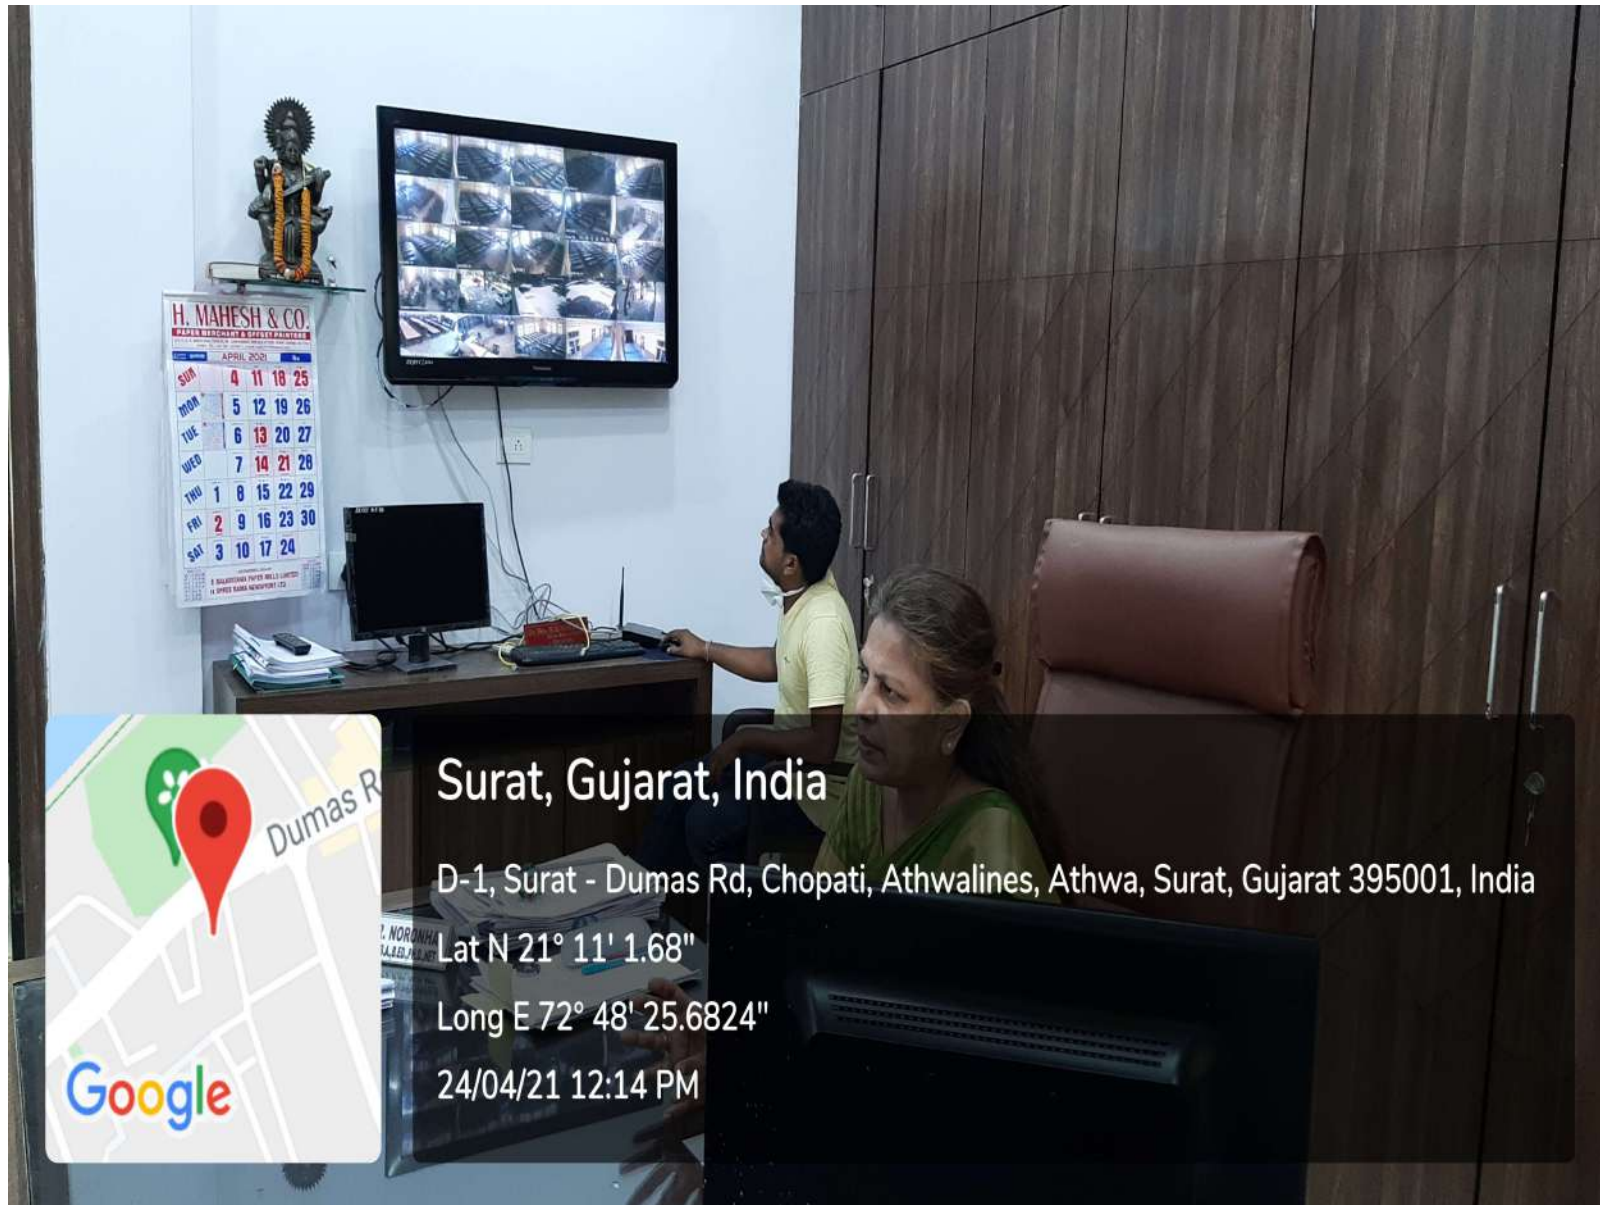 H. MAHESH & CO.
PAPER MERCHANT & OFFSET PRINTERS
APRIL 2021
SUN 4 11 18 25
MON 5 12 19 26
TUE 6 13 20 27
WED 7 14 21 28
THU 1 8 15 22 29
FRI 2 9 16 23 30
SAT 3 10 17 24
NORONHA
Dumas R
Google
Surat, Gujarat, India
D-1, Surat - Dumas Rd, Chopati, Athwalines, Athwa, Surat, Gujarat 395001, India
Lat N 21° 11' 1.68"
Long E 72° 48' 25.6824"
24/04/21 12:14 PM